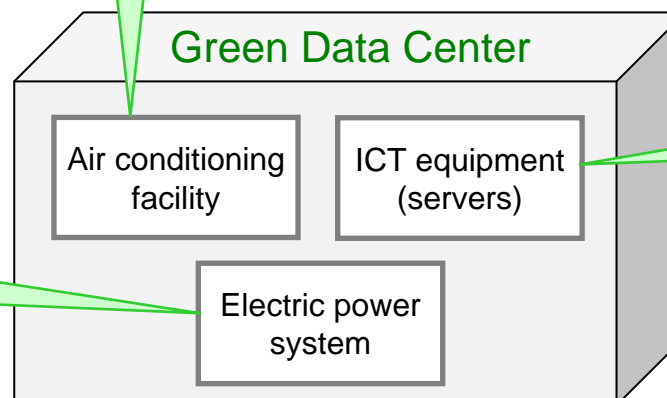 Green Data Center
Air conditioning
facility
ICT equipment
(servers)
Electric power
system